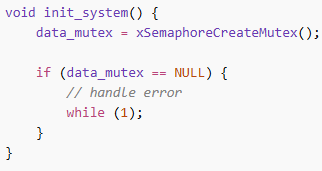 void init_system() {
    data_mutex = xSemaphoreCreateMutex();

    if (data_mutex == NULL) {
        // handle error
        while (1);
    }
}